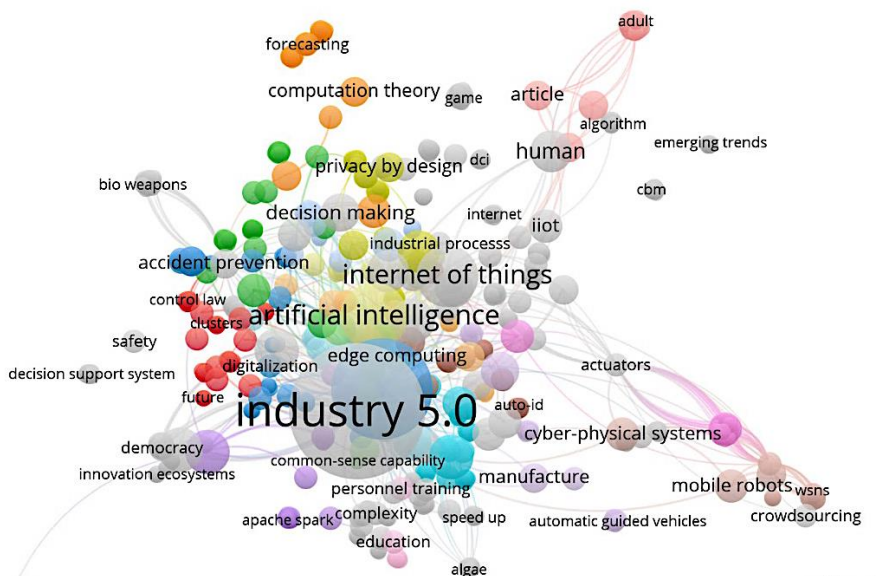 adult
forecasting
computation theory
game
article
algorithm
emerging trends
human
dci
privacy by design
bio weapons
cbm
decision making
internet
iiot
industrial processs
accident prevention
internet of things
control law
clusters
artificial intelligence
safety
edge computing
digitalization
actuators
decision support system
future
industry 5.0
auto-id
cyber-physical systems
democracy
common-sense capability
innovation ecosystems
manufacture
personnel training
mobile robots
wsns
apache spark
complexity
speed up
automatic guided vehicles
crowdsourcing
education
algae